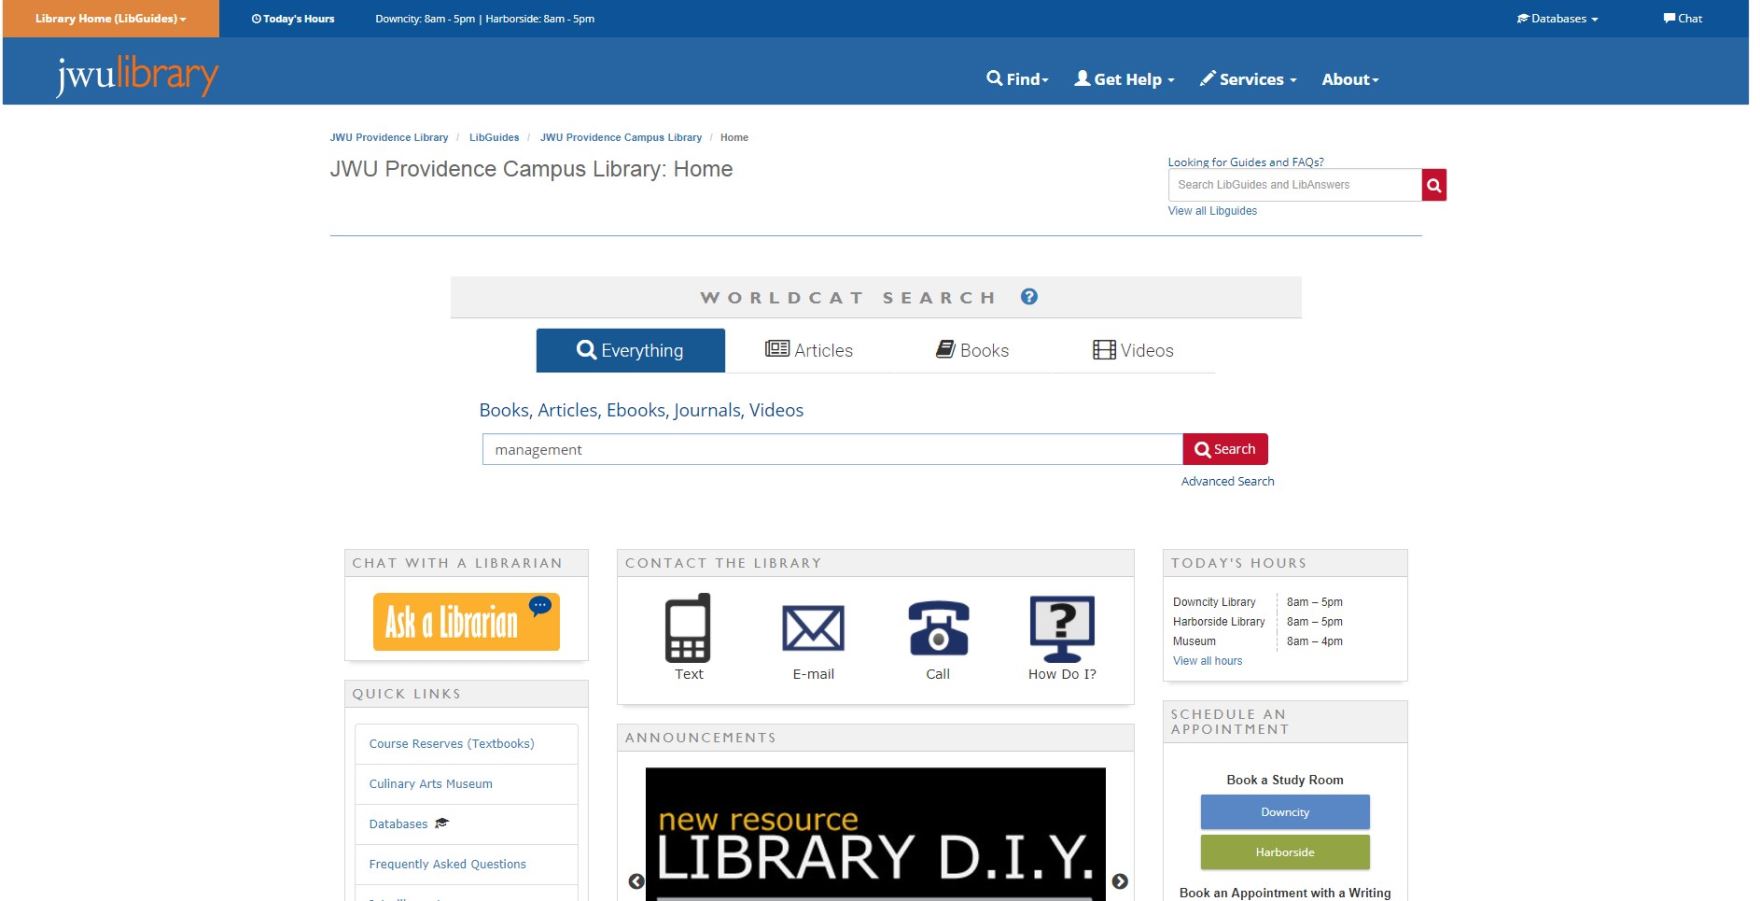 Library Home (LibGuides)
Today's Hours
Downcity: 8am - 5pm | Harborside: 8am - 5pm
Databases
Chat
jwulibrary
Find
Get Help
Services
About
JWU Providence Library / LibGuides / JWU Providence Campus Library / Home
JWU Providence Campus Library: Home
Looking for Guides and FAQs?
Search LibGuides and LibAnswers
View all Libguides
WORLDCAT SEARCH ?
Everything
Articles
Books
Videos
Books, Articles, Ebooks, Journals, Videos
management
Search
Advanced Search
CHAT WITH A LIBRARIAN
Ask a Librarian
QUICK LINKS
Course Reserves (Textbooks)
Culinary Arts Museum
Databases
Frequently Asked Questions
CONTACT THE LIBRARY
?
Text
E-mail
Call
How Do I?
ANNOUNCEMENTS
new resource
LIBRARY D.I.Y.
TODAY'S HOURS
Downcity Library 8am – 5pm
Harborside Library 8am – 5pm
Museum 8am – 4pm
View all hours
SCHEDULE AN
APPOINTMENT
Book a Study Room
Downcity
Harborside
Book an Appointment with a Writing